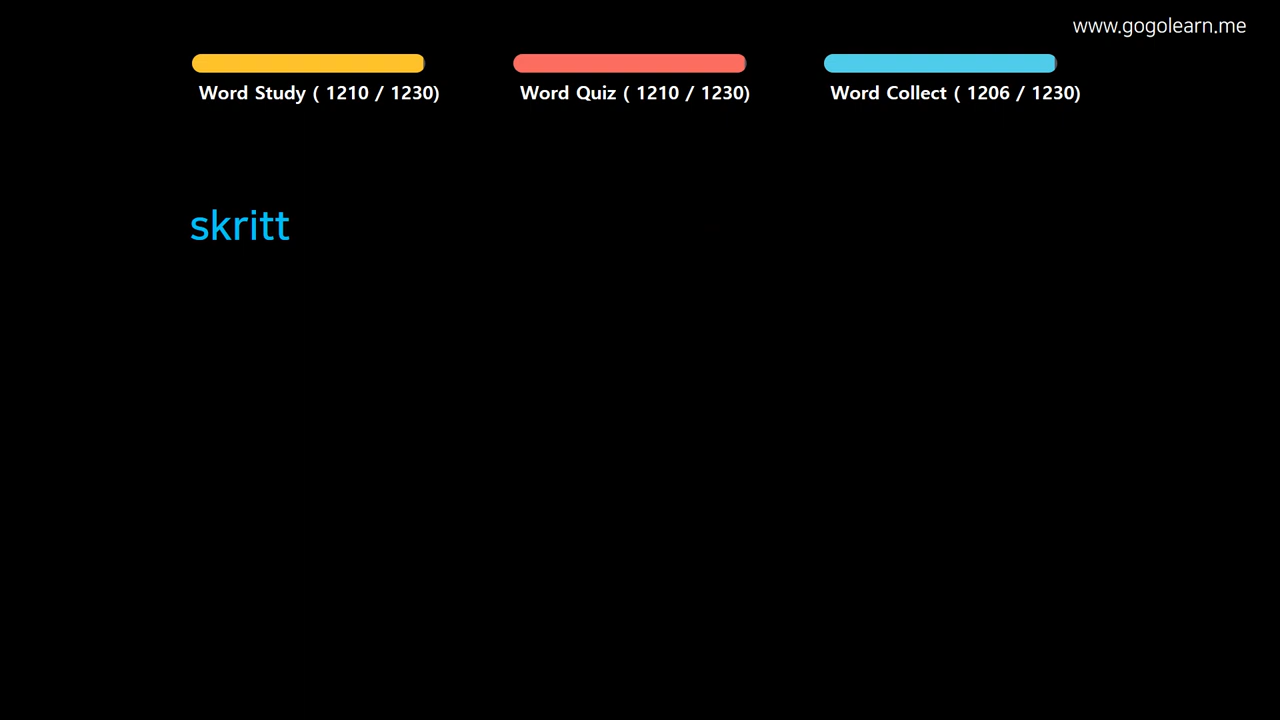 www.gogolearn.me
Word Study ( 1210 / 1230)
Word Quiz ( 1210 / 1230)
Word Collect ( 1206 / 1230)
skritt